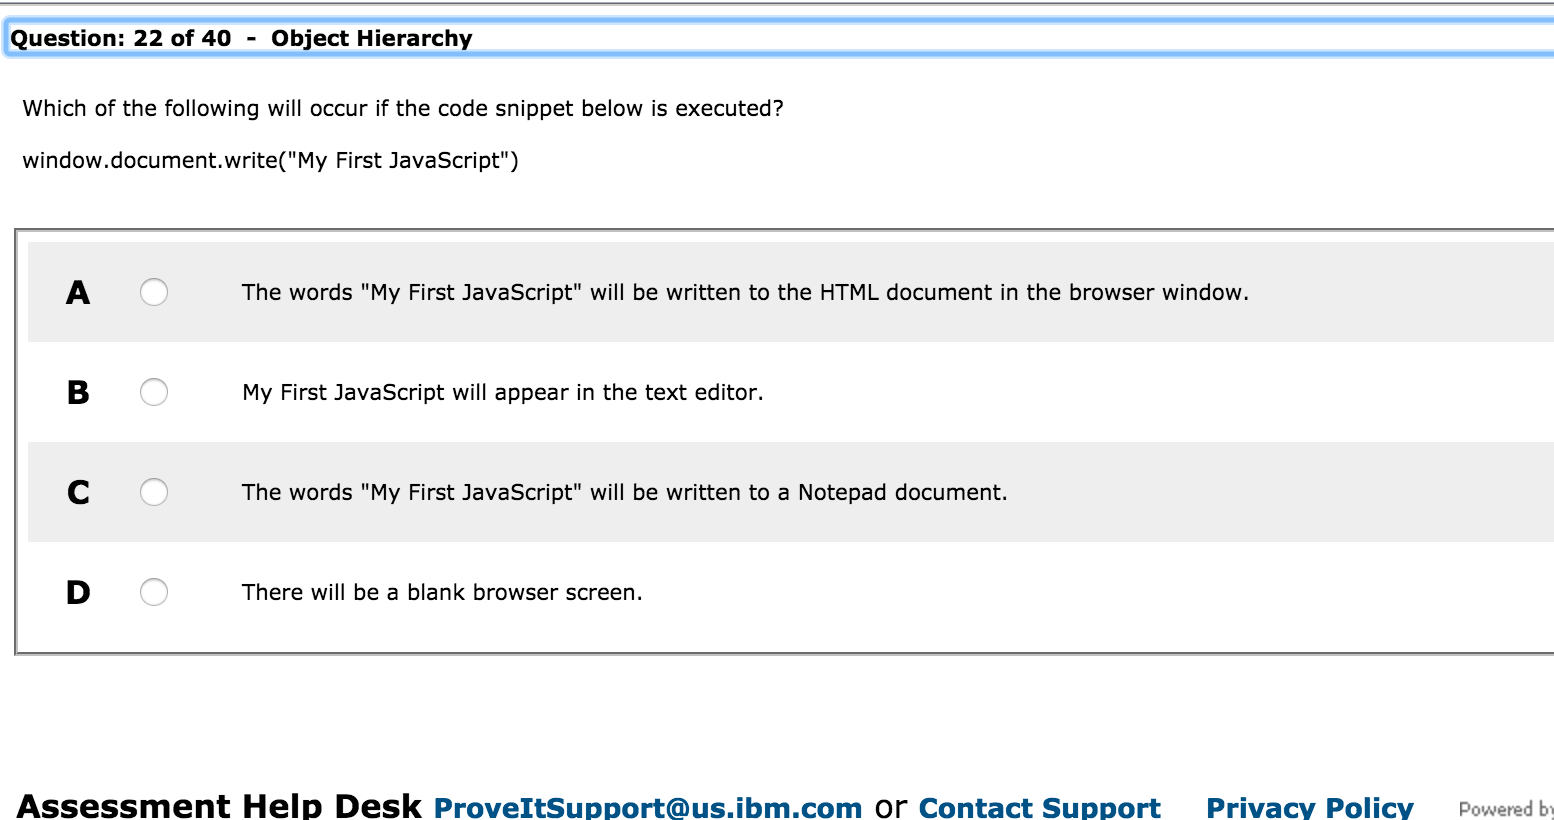 Question: 22 of 40 - Object Hierarchy
Which of the following will occur if the code snippet below is executed?
window.document.write("My First JavaScript")
A The words "My First JavaScript" will be written to the HTML document in the browser window.
B My First JavaScript will appear in the text editor.
C The words "My First JavaScript" will be written to a Notepad document.
D There will be a blank browser screen.
Assessment Help Desk ProveItSupport@us.ibm.com or Contact Support Privacy Policy Powered by